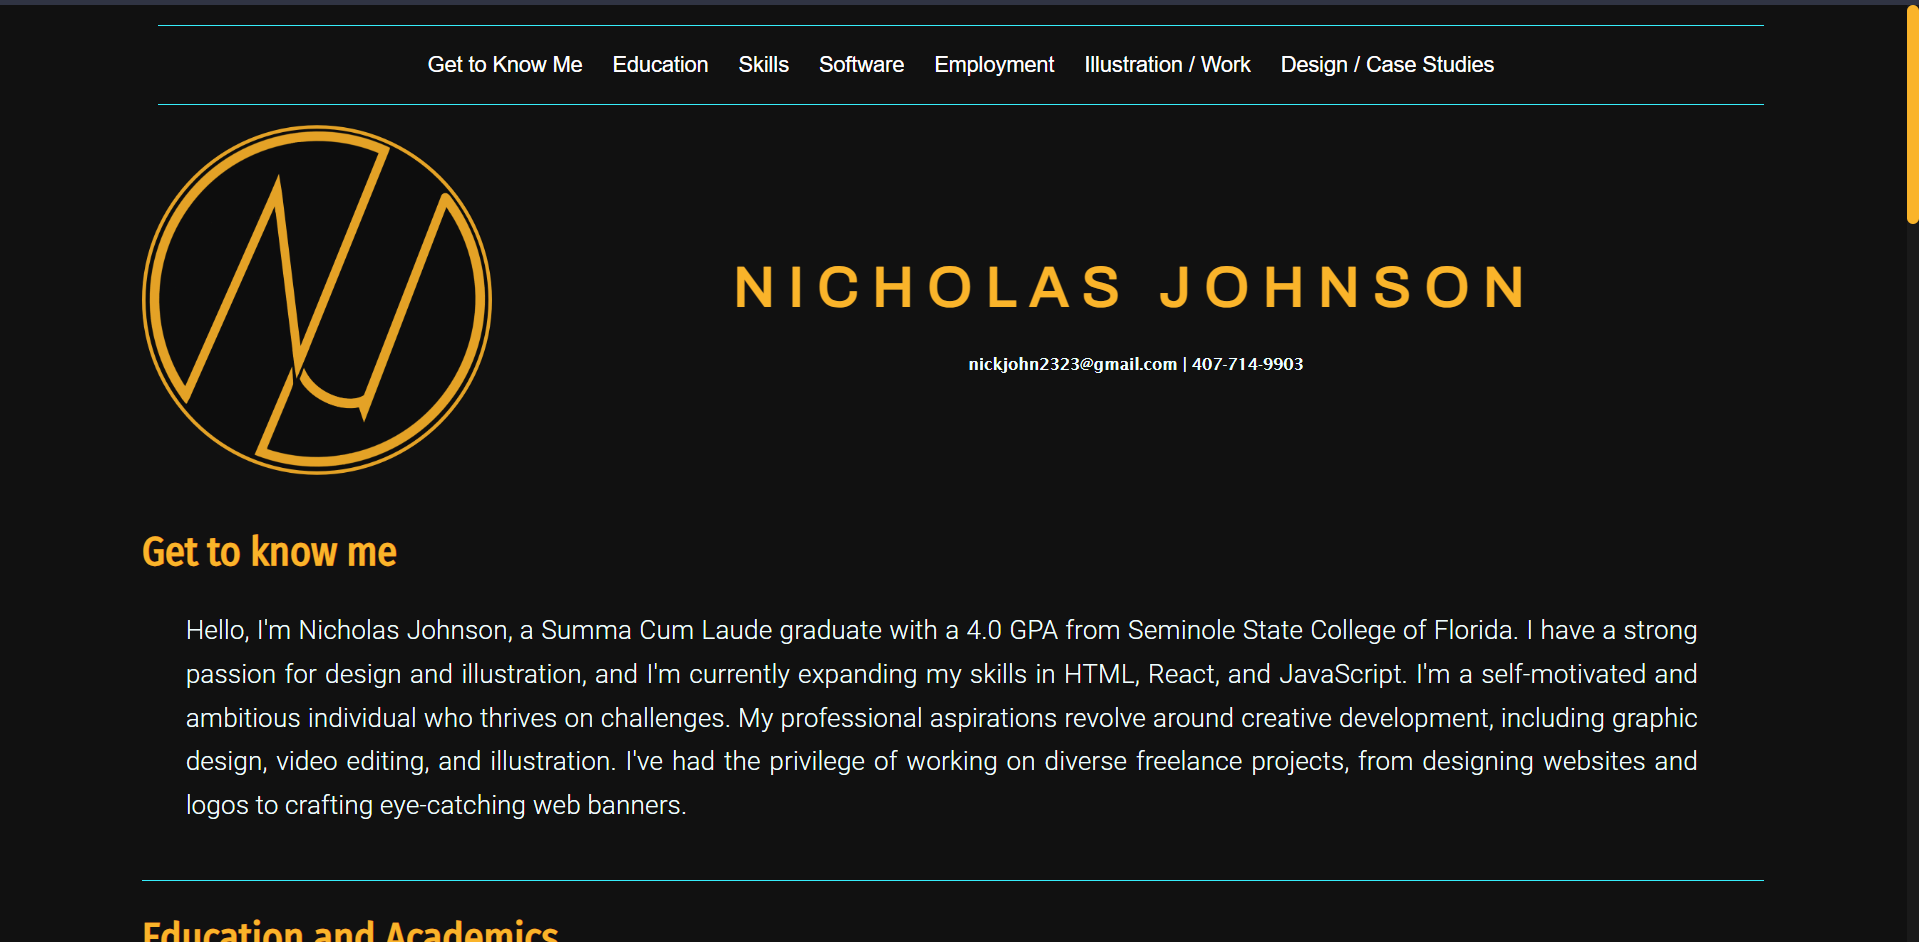 Get to Know Me Education Skills Software Employment Illustration / Work Design / Case Studies
NJ
NICHOLAS JOHNSON
nickjohn2323@gmail.com | 407-714-9903
Get to know me
Hello, I'm Nicholas Johnson, a Summa Cum Laude graduate with a 4.0 GPA from Seminole State College of Florida. I have a strong
passion for design and illustration, and I'm currently expanding my skills in HTML, React, and JavaScript. I'm a self-motivated and
ambitious individual who thrives on challenges. My professional aspirations revolve around creative development, including graphic
design, video editing, and illustration. I've had the privilege of working on diverse freelance projects, from designing websites and
logos to crafting eye-catching web banners.
Education and Academics